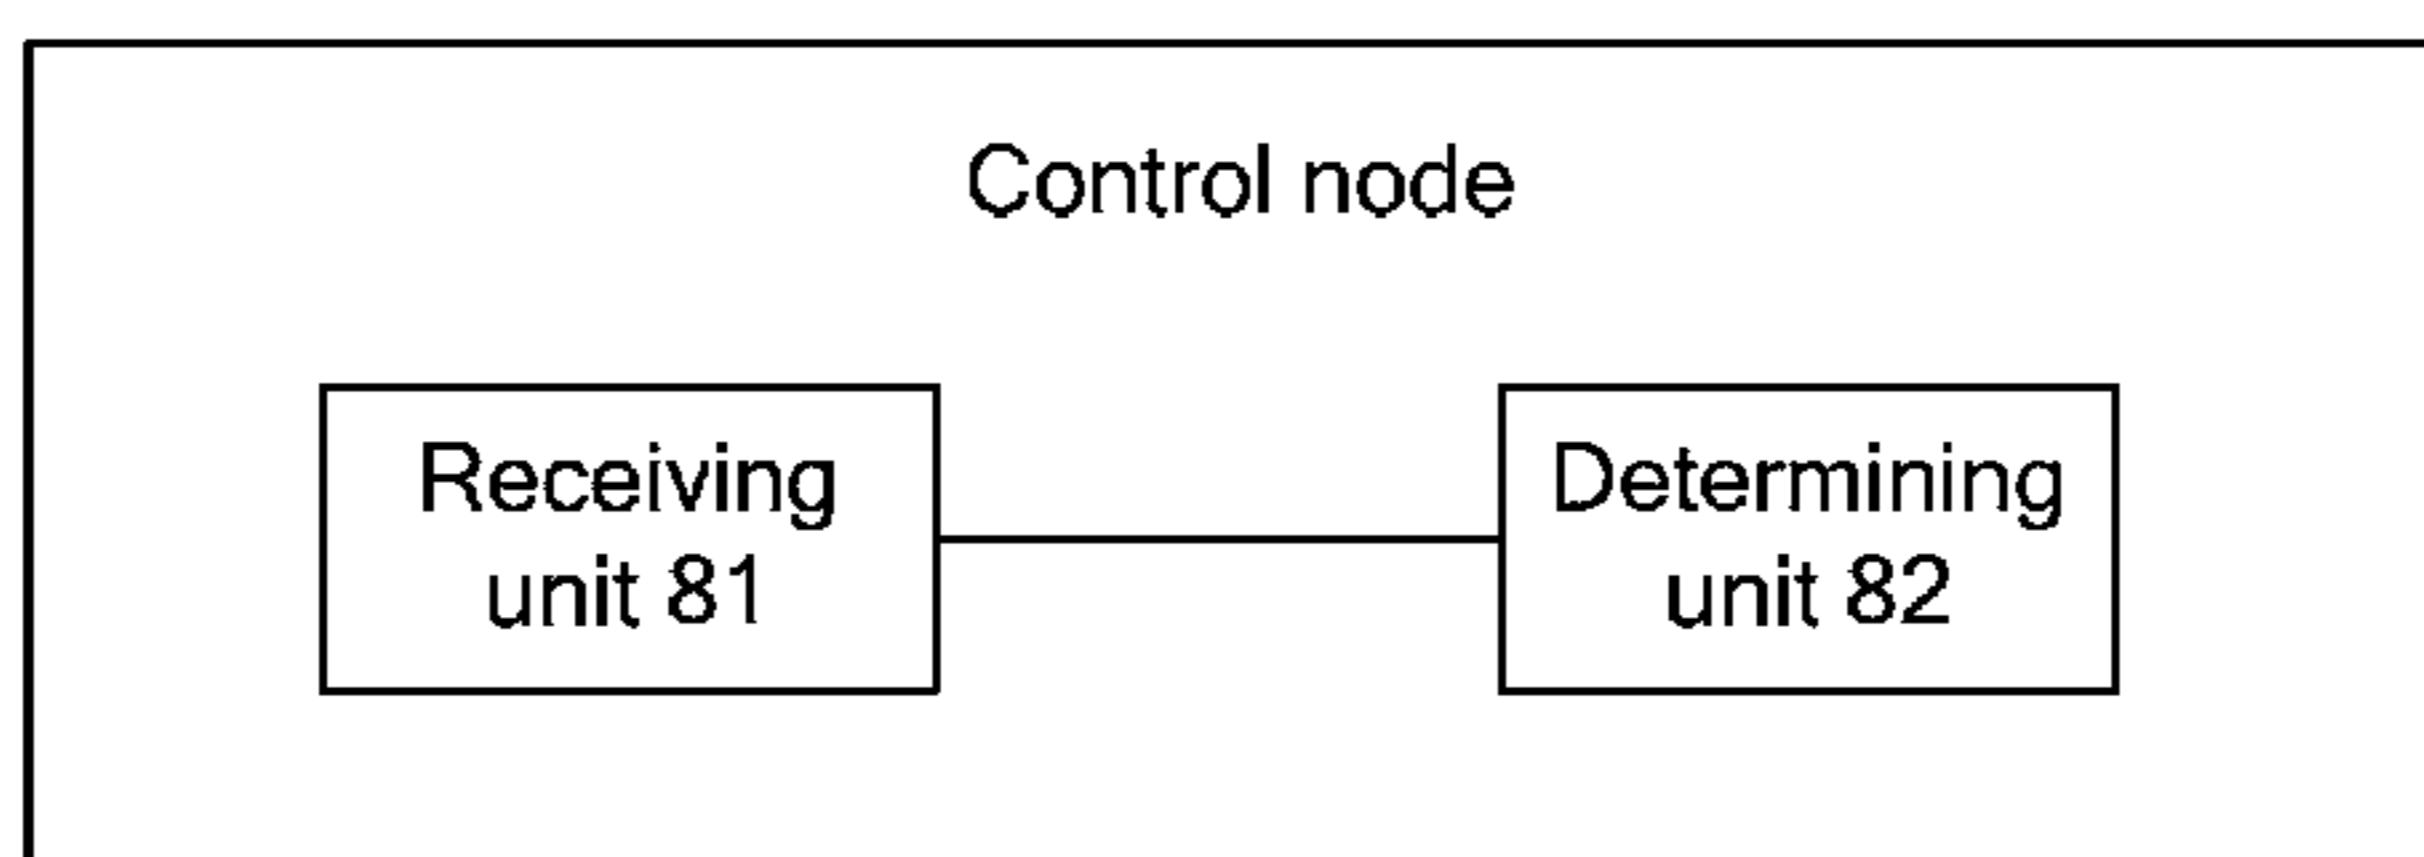 Control node
Receiving
unit 81
Determining
unit 82